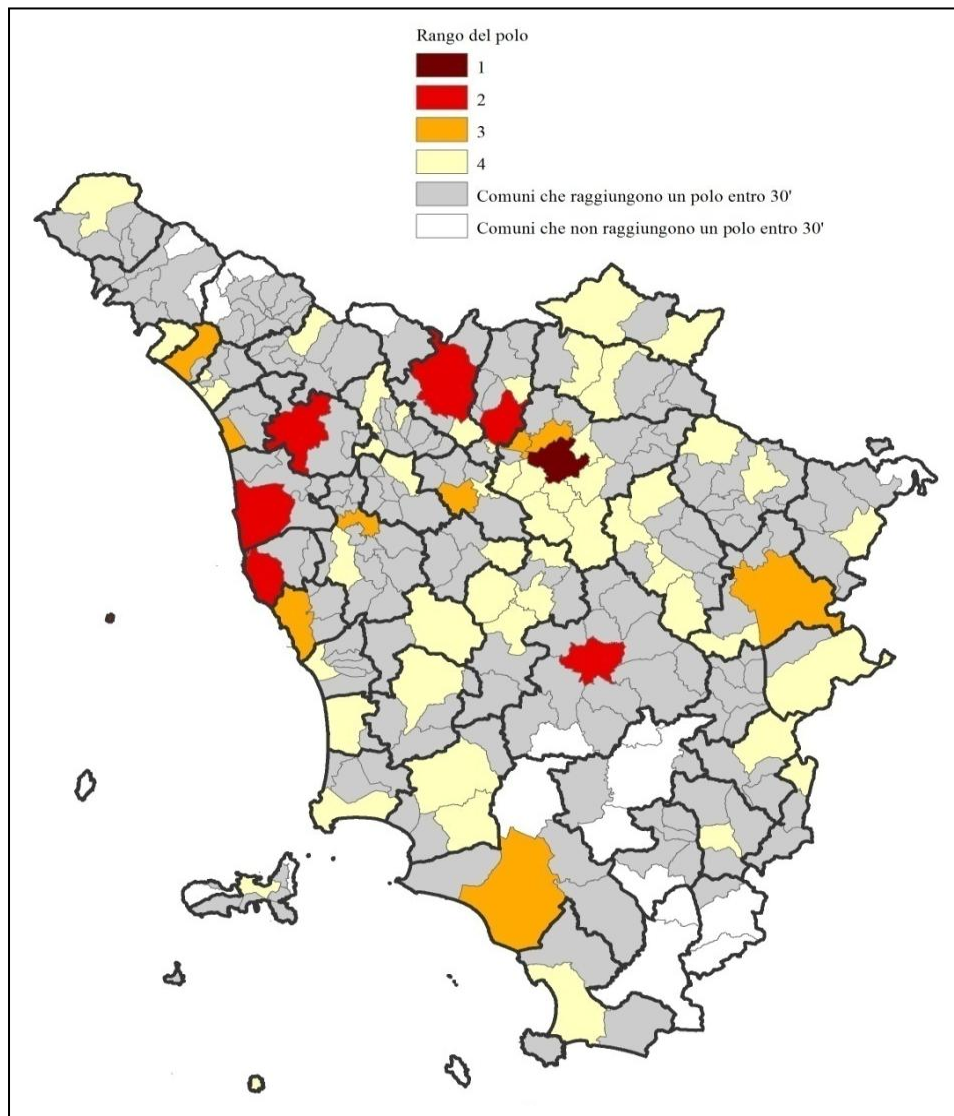 Rango del polo
1
2
3
4
Comuni che raggiungono un polo entro 30'
Comuni che non raggiungono un polo entro 30'